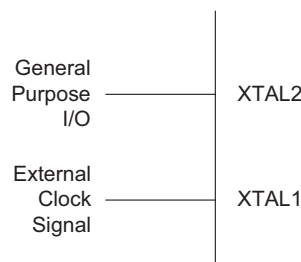 General
Purpose
I/O
XTAL2
External
Clock
Signal
XTAL1